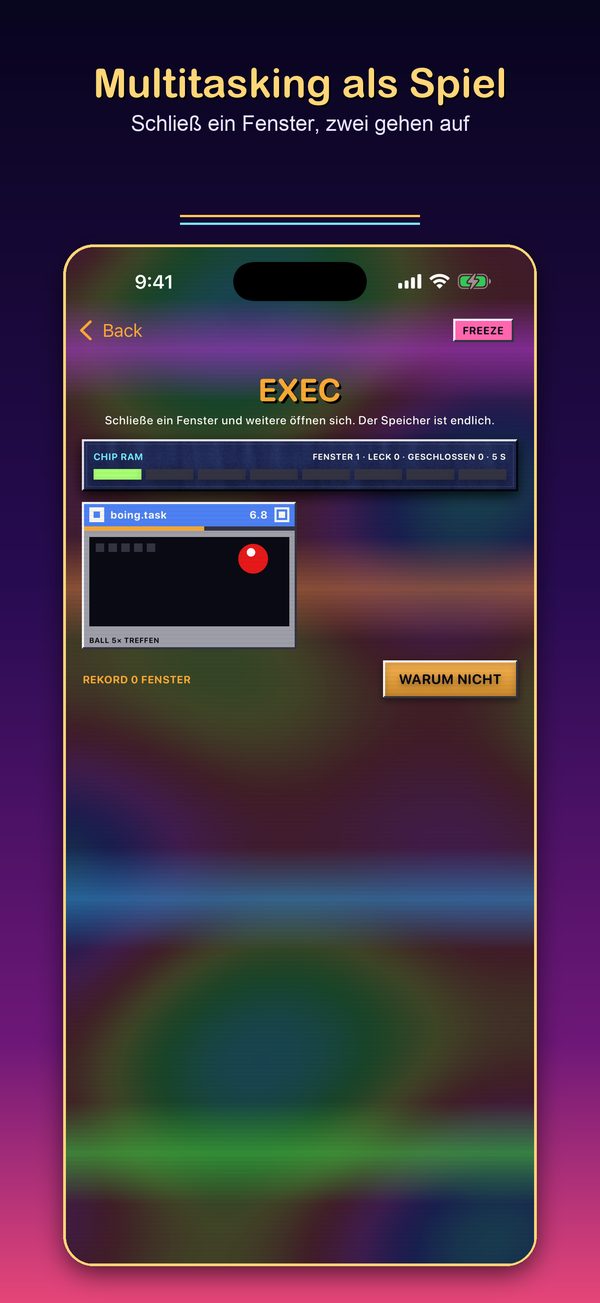 Multitasking als Spiel
Schließ ein Fenster, zwei gehen auf
9:41
Back
FREEZE
EXEC
Schließe ein Fenster und weitere öffnen sich. Der Speicher ist endlich.
CHIP RAM
FENSTER 1 · LECK 0 · GESCHLOSSEN 0 · 5 S
boing.task
6.8
BALL 5× TREFFEN
REKORD 0 FENSTER
WARUM NICHT